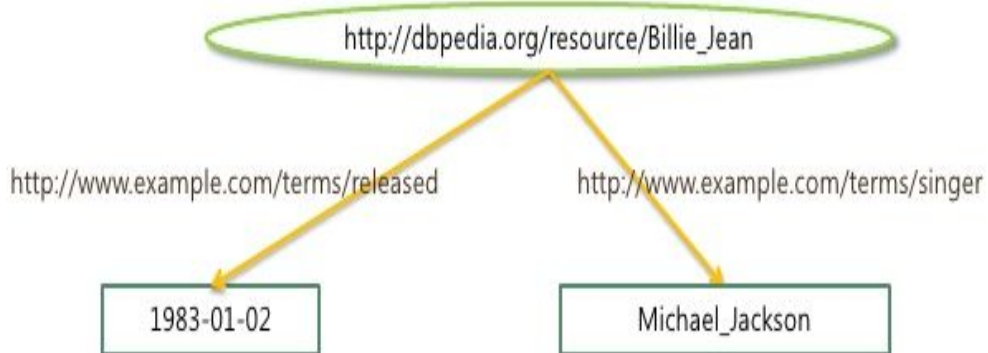 http://dbpedia.org/resource/Billie_Jean
http://www.example.com/terms/released
http://www.example.com/terms/singer
1983-01-02
Michael_Jackson